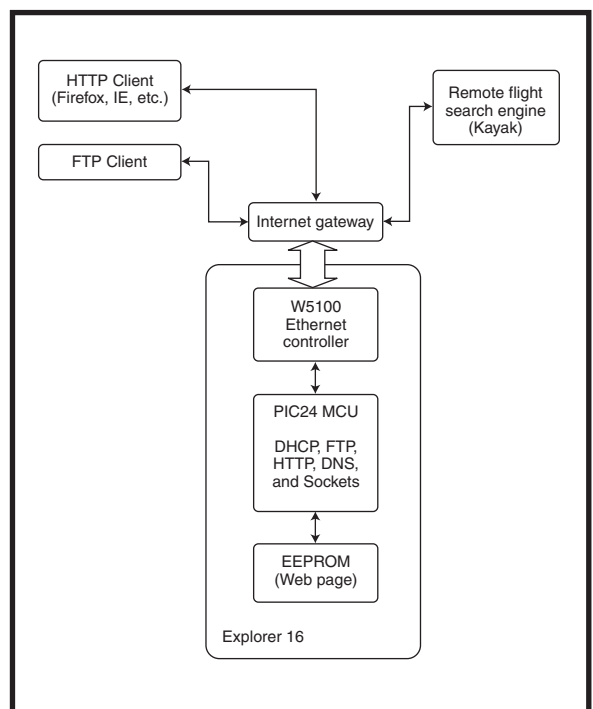 HTTP Client
(Firefox, IE, etc.)
Remote flight
search engine
(Kayak)
FTP Client
Internet gateway
W5100
Ethernet
controller
PIC24 MCU
DHCP, FTP,
HTTP, DNS,
and Sockets
EEPROM
(Web page)
Explorer 16